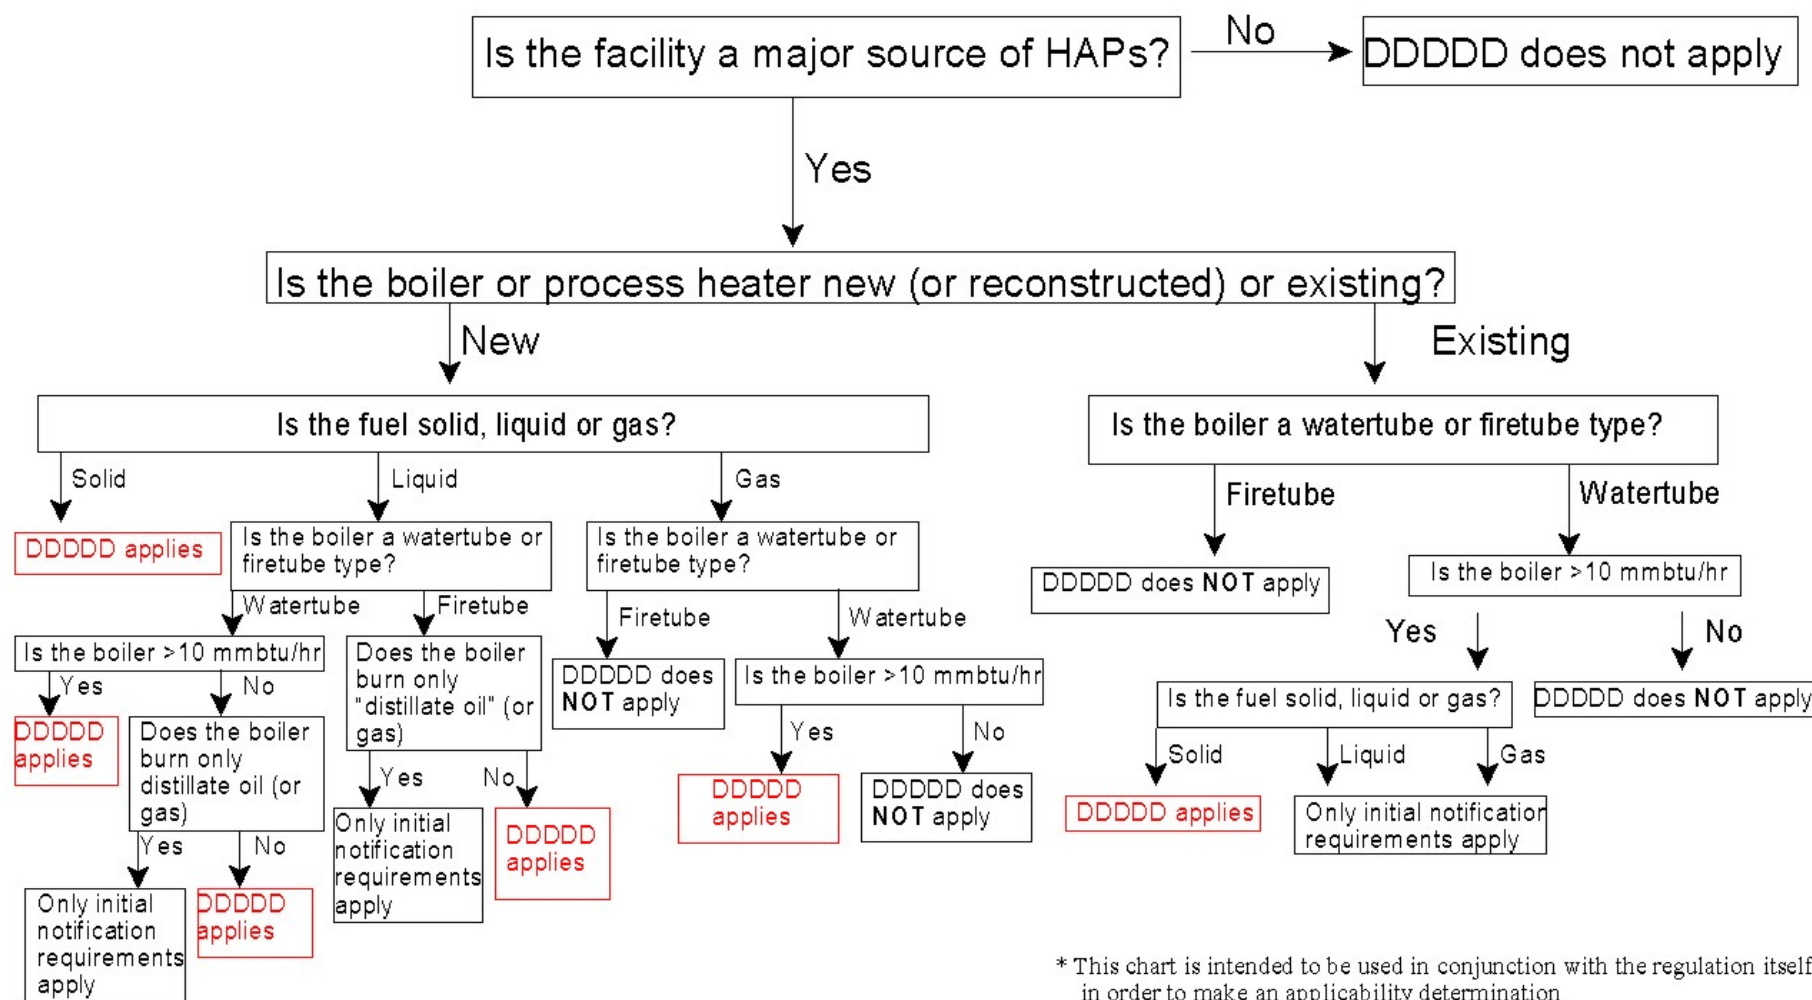 Is the facility a major source of HAPs?
No
DDDDD does not apply
Yes
Is the boiler or process heater new (or reconstructed) or existing?
New
Existing
Is the fuel solid, liquid or gas?
Is the boiler a watertube or firetube type?
Solid
Liquid
Gas
Firetube
Watertube
DDDDD applies
Is the boiler a watertube or
firetube type?
Is the boiler a watertube or
firetube type?
DDDDD does NOT apply
Is the boiler >10 mmbtu/hr
Watertube
Firetube
Firetube
Watertube
Yes
No
Is the boiler >10 mmbtu/hr
Does the boiler
burn only
"distillate oil" (or
gas)
DDDDD does
NOT apply
Is the boiler >10 mmbtu/hr
Is the fuel solid, liquid or gas?
DDDDD does NOT apply
Yes
No
DDDDD
applies
Does the boiler
burn only
distillate oil (or
gas)
Yes
No
Yes
No
Solid
Liquid
Gas
Only initial
notification
requirements
apply
DDDDD
applies
DDDDD
applies
DDDDD does
NOT apply
DDDDD applies
Only initial notification
requirements apply
Yes
No
Only initial
notification
requirements
apply
DDDDD
applies
* This chart is intended to be used in conjunction with the regulation itself
in order to make an applicability determination